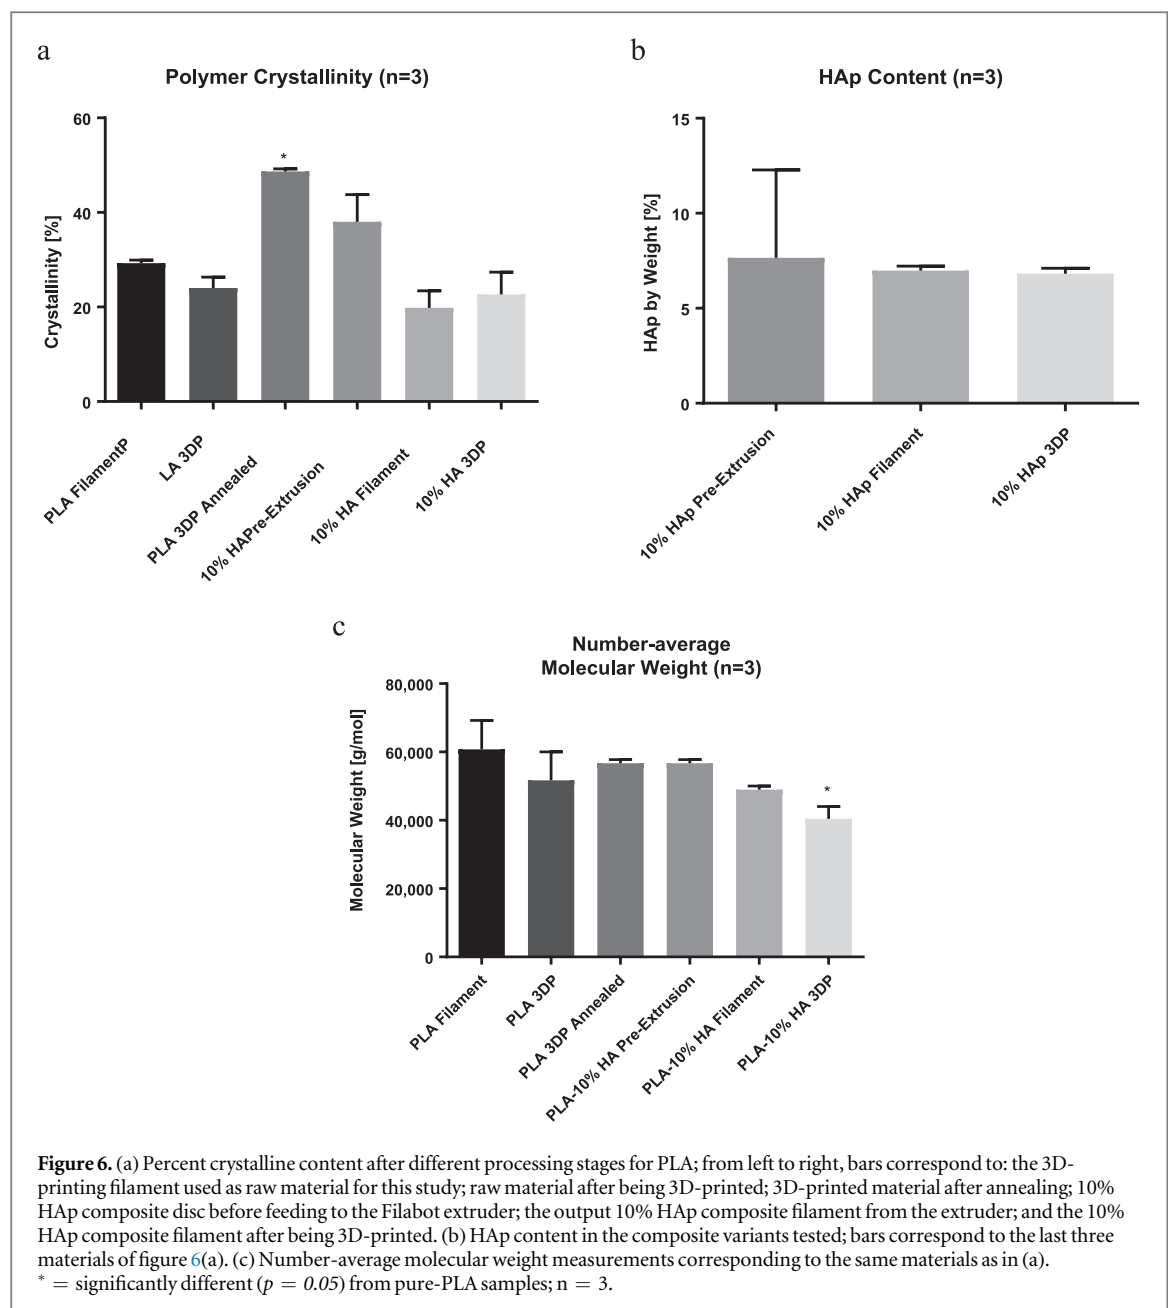 a
Polymer Crystallinity (n=3)
60
40
20
0
Crystallinity [%]
*
PLA FilamentP
LA 3DP
PLA 3DP Annealed
10% HAPre-Extrusion
10% HA Filament
10% HA 3DP
b
HAp Content (n=3)
15
10
5
0
HAp by Weight [%]
10% HAp Pre-Extrusion
10% HAp Filament
10% HAp 3DP
c
Number-average
Molecular Weight (n=3)
80,000
60,000
40,000
20,000
0
Molecular Weight [g/mol]
*
PLA Filament
PLA 3DP
PLA 3DP Annealed
PLA-10% HA Pre-Extrusion
PLA-10% HA Filament
PLA-10% HA 3DP
Figure 6. (a) Percent crystalline content after different processing stages for PLA; from left to right, bars correspond to: the 3D-
printing filament used as raw material for this study; raw material after being 3D-printed; 3D-printed material after annealing; 10%
HAp composite disc before feeding to the Filabot extruder; the output 10% HAp composite filament from the extruder; and the 10%
HAp composite filament after being 3D-printed. (b) HAp content in the composite variants tested; bars correspond to the last three
materials of figure 6(a). (c) Number-average molecular weight measurements corresponding to the same materials as in (a).
* = significantly different (p = 0.05) from pure-PLA samples; n = 3.